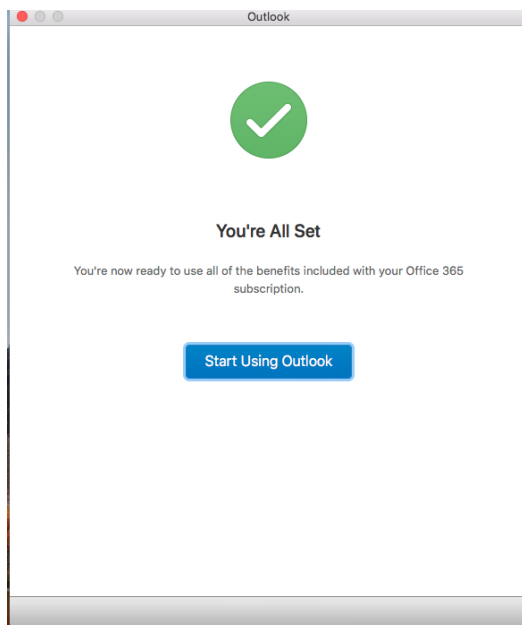 Outlook
You're All Set
You're now ready to use all of the benefits included with your Office 365
subscription.
Start Using Outlook